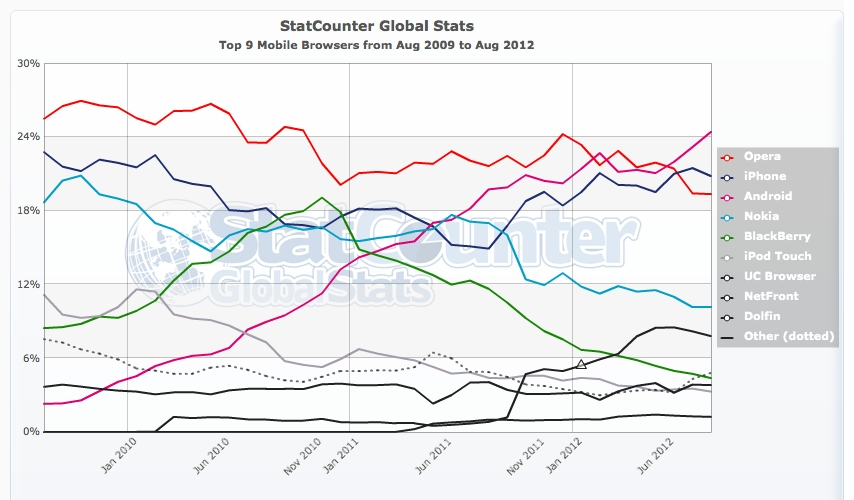 StatCounter Global Stats
Top 9 Mobile Browsers from Aug 2009 to Aug 2012
30%
24%
18%
12%
6%
0%
StatCounter
GlobalStats
Opera
iPhone
Android
Nokia
BlackBerry
iPod Touch
UC Browser
NetFront
Dolfin
Other (dotted)
Jan 2010
Jun 2010
Nov 2010
Jan 2011
Jun 2011
Nov 2011
Jan 2012
Jun 2012